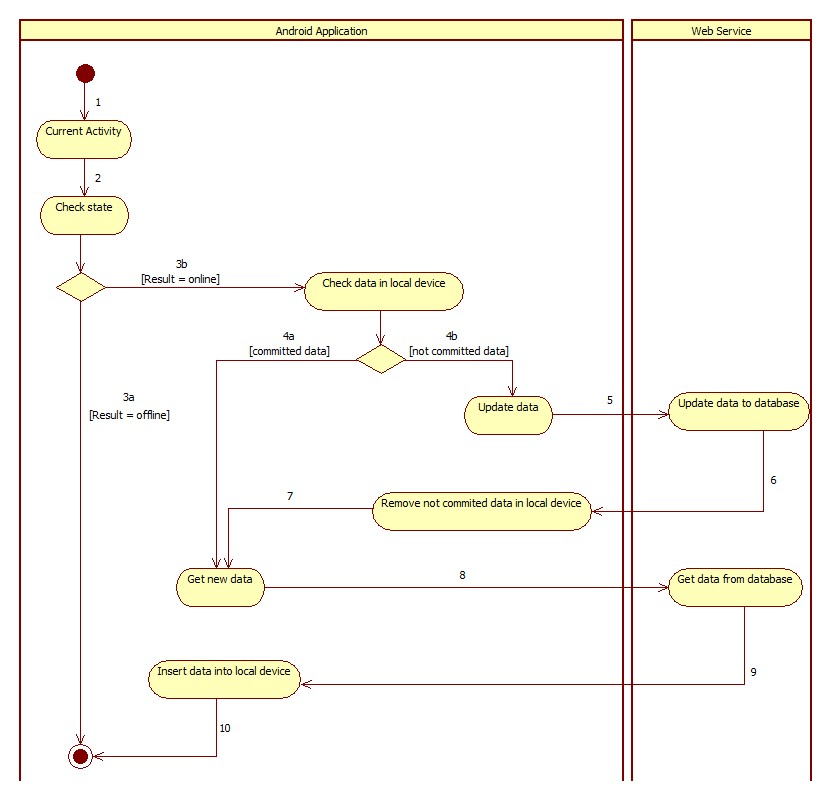 Android Application
Web Service
1
Current Activity
2
Check state
3b
[Result = online]
Check data in local device
4a
[committed data]
4b
[not committed data]
3a
[Result = offline]
Update data
5
Update data to database
6
7
Remove not commited data in local device
Get new data
8
Get data from database
Insert data into local device
9
10